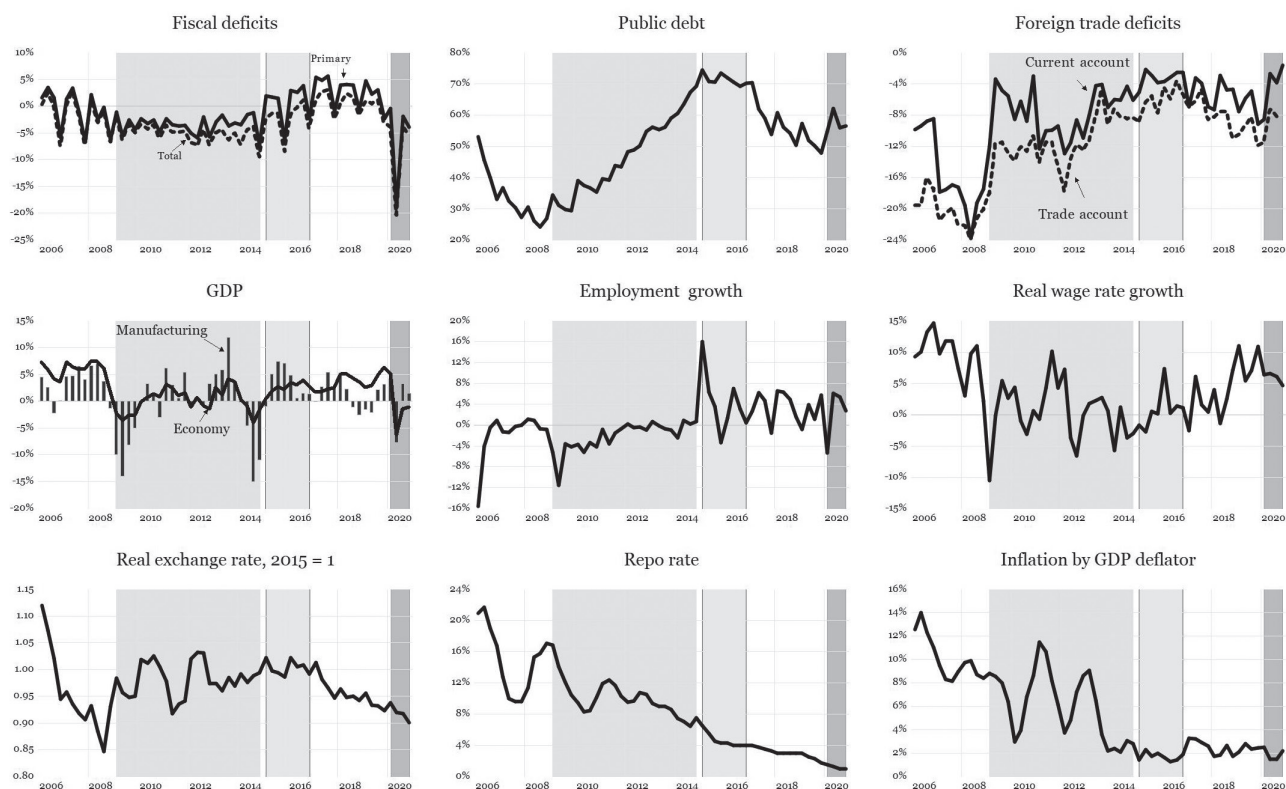 Fiscal deficits
10%
5%
0%
-5%
-10%
-15%
-20%
-25%
Primary
Total
2006 2008 2010 2012 2014 2016 2018 2020
Public debt
80%
70%
60%
50%
40%
30%
20%
2006 2008 2010 2012 2014 2016 2018 2020
Foreign trade deficits
0%
-4%
-8%
-12%
-16%
-20%
-24%
Current account
Trade account
2006 2008 2010 2012 2014 2016 2018 2020
GDP
15%
10%
5%
0%
-5%
-10%
-15%
-20%
Manufacturing
Economy
2006 2008 2010 2012 2014 2016 2018 2020
Employment growth
20%
16%
12%
8%
4%
0%
-4%
-8%
-12%
-16%
2006 2008 2010 2012 2014 2016 2018 2020
Real wage rate growth
15%
10%
5%
0%
-5%
-10%
-15%
2006 2008 2010 2012 2014 2016 2018 2020
Real exchange rate, 2015 = 1
1.15
1.10
1.05
1.00
0.95
0.90
0.85
0.80
2006 2008 2010 2012 2014 2016 2018 2020
Repo rate
24%
20%
16%
12%
8%
4%
0%
2006 2008 2010 2012 2014 2016 2018 2020
Inflation by GDP deflator
16%
14%
12%
10%
8%
6%
4%
2%
0%
2006 2008 2010 2012 2014 2016 2018 2020